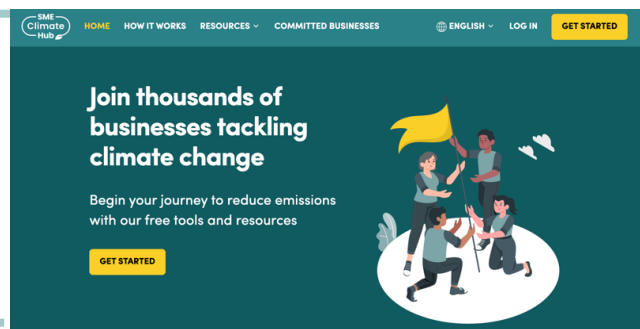 SME
Climate
Hub
HOME HOW IT WORKS RESOURCES COMMITTED BUSINESSES ENGLISH LOG IN GET STARTED
Join thousands of
businesses tackling
climate change
Begin your journey to reduce emissions
with our free tools and resources
GET STARTED